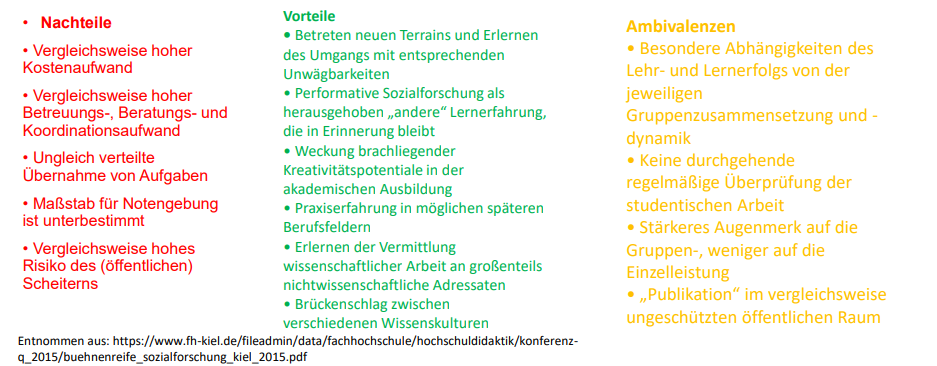 • Nachteile
• Vergleichsweise hoher
Kostenaufwand
• Vergleichsweise hoher
Betreuungs-, Beratungs- und
Koordinationsaufwand
• Ungleich verteilte
Übernahme von Aufgaben
• Maßstab für Notengebung
ist unterbestimmt
• Vergleichsweise hohes
Risiko des (öffentlichen)
Scheiterns
Vorteile
• Betreten neuen Terrains und Erlernen
des Umgangs mit entsprechenden
Unwägbarkeiten
• Performative Sozialforschung als
herausgehoben „andere“ Lernerfahrung,
die in Erinnerung bleibt
• Weckung brachliegender
Kreativitätspotentiale in der
akademischen Ausbildung
• Praxiserfahrung in möglichen späteren
Berufsfeldern
• Erlernen der Vermittlung
wissenschaftlicher Arbeit an großenteils
nichtwissenschaftliche Adressaten
• Brückenschlag zwischen
verschiedenen Wissenskulturen
Ambivalenzen
• Besondere Abhängigkeiten des
Lehr- und Lernerfolgs von der
jeweiligen
Gruppenzusammensetzung und -
dynamik
• Keine durchgehende
regelmäßige Überprüfung der
studentischen Arbeit
• Stärkeres Augenmerk auf die
Gruppen-, weniger auf die
Einzelleistung
• „Publikation“ im vergleichsweise
ungeschützten öffentlichen Raum
Entnommen aus: https://www.fh-kiel.de/fileadmin/data/fachhochschule/hochschuldidaktik/konferenz-
q_2015/buehnenreife_sozialforschung_kiel_2015.pdf